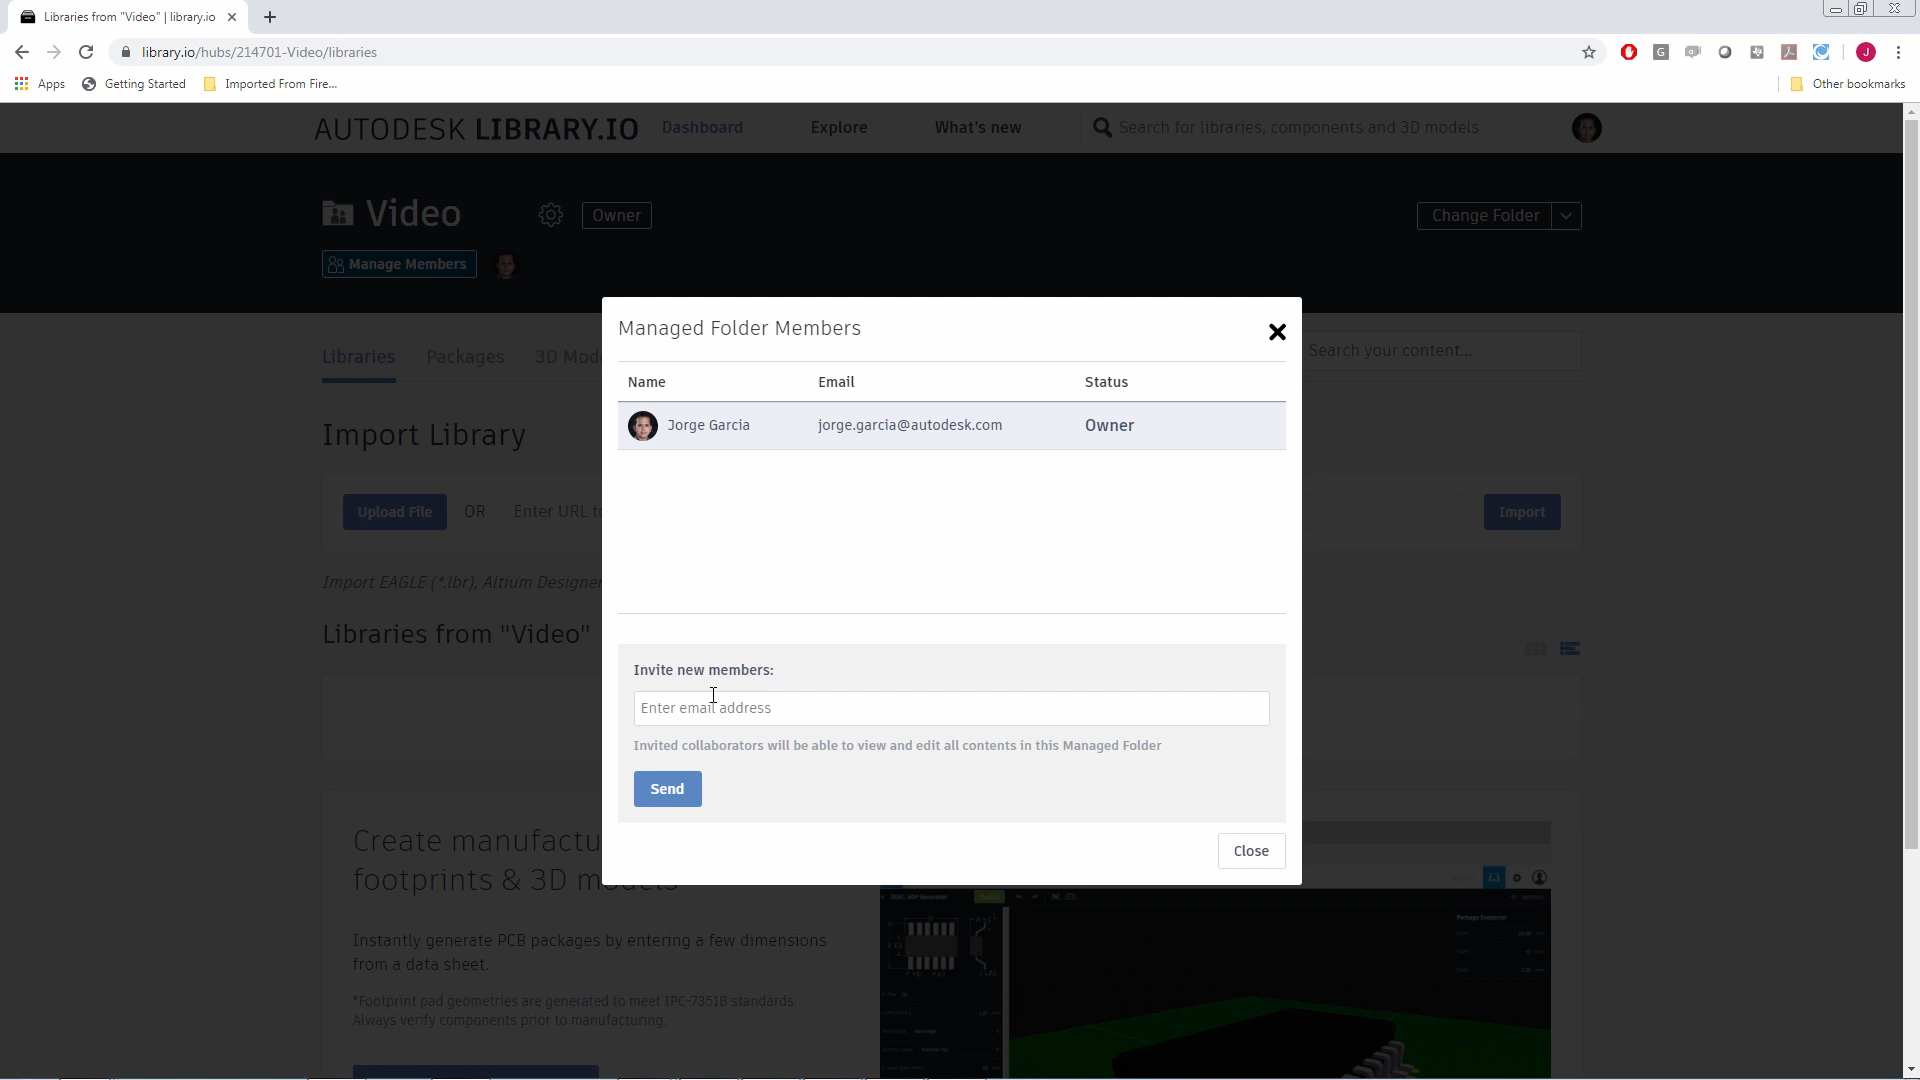 Libraries from "Video" | library.io
library.io/hubs/214701-Video/libraries
Apps
Getting Started
Imported From Fire...
Other bookmarks
J
G
AUTODESK LIBRARY.IO
Dashboard
Explore
What's new
Search for libraries, components and 3D models
Video
Owner
Change Folder
Manage Members
Managed Folder Members
Libraries
Packages
3D Mod
Search your content...
Name
Email
Status
Jorge Garcia
jorge.garcia@autodesk.com
Owner
Import Library
Upload File
OR
Enter URL to
Import
Import EAGLE (*.lbr), Altium Designer
Libraries from "Video"
Invite new members:
Enter email address
Invited collaborators will be able to view and edit all contents in this Managed Folder
Send
Close
Create manufactu
footprints & 3D models
Instantly generate PCB packages by entering a few dimensions
from a data sheet.
*Footprint pad geometries are generated to meet IPC-7351B standards.
Always verify components prior to manufacturing.
Package Inspector